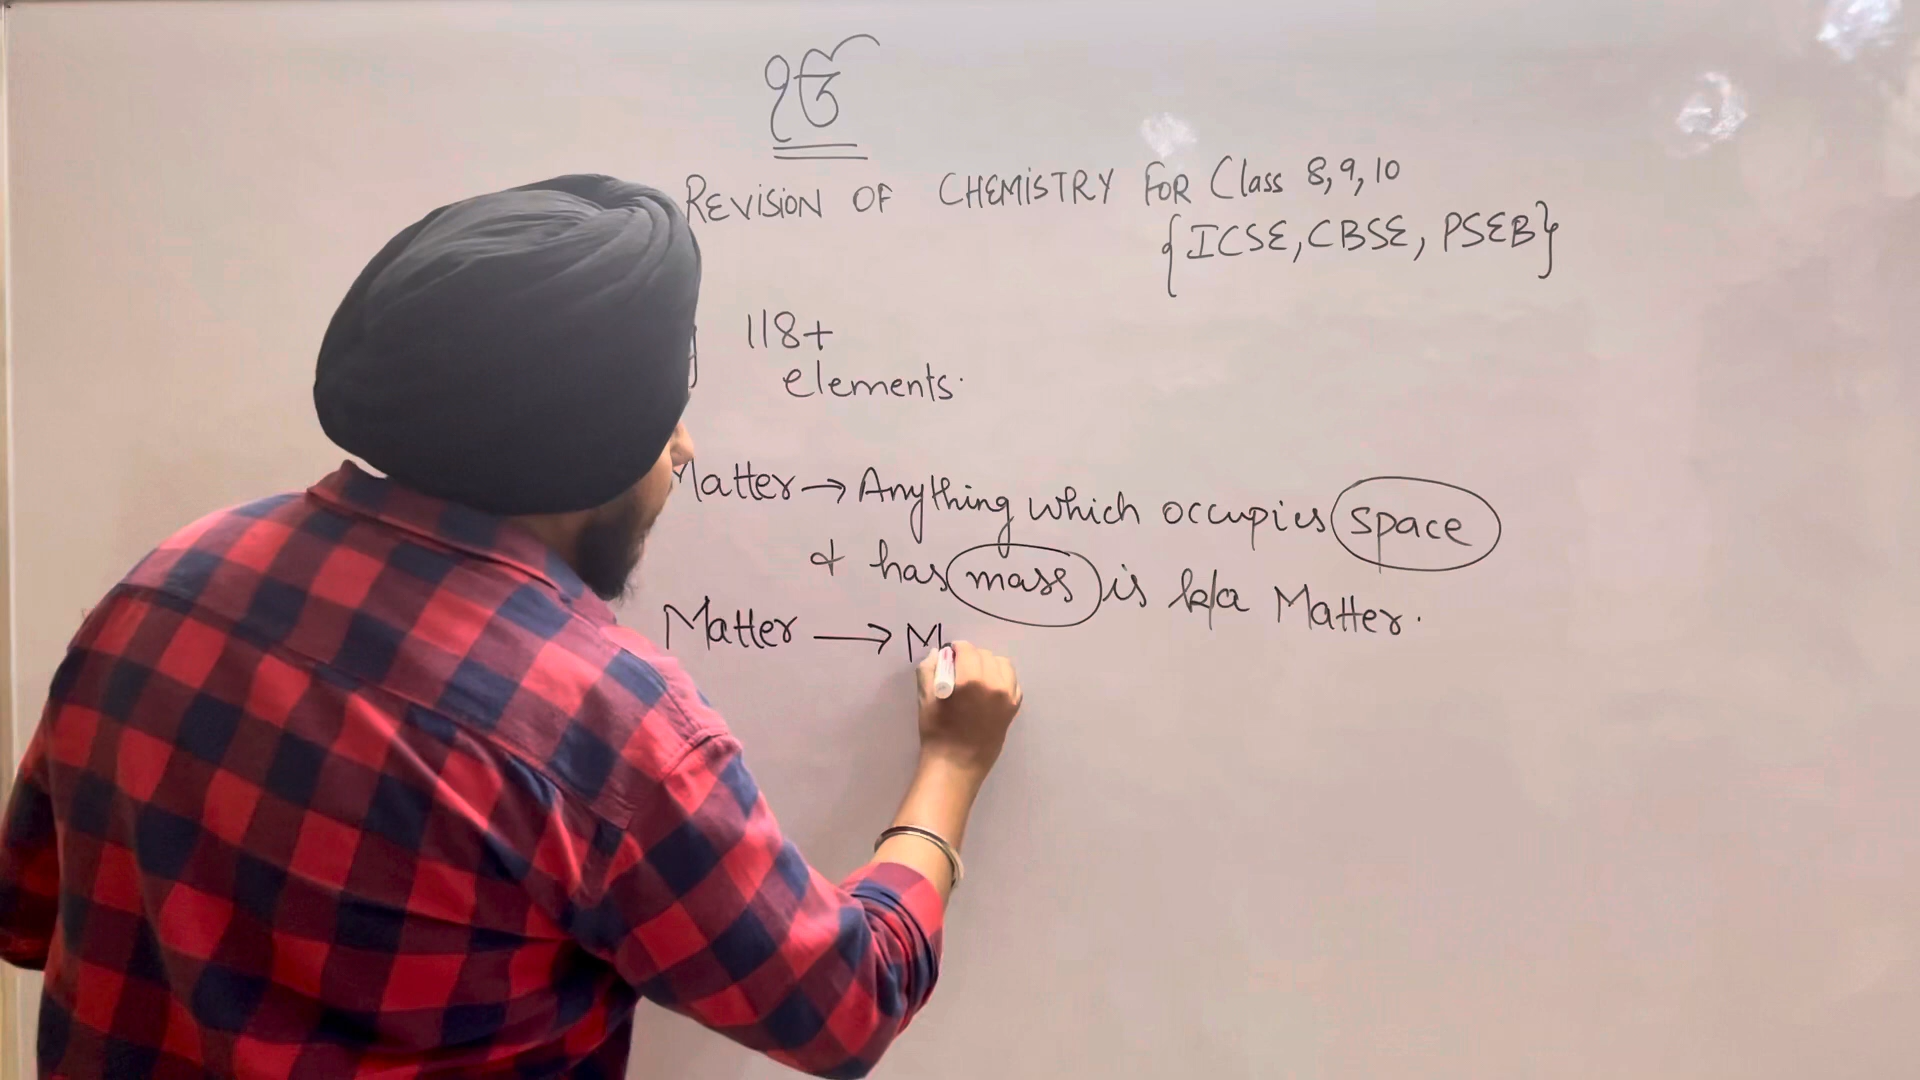 ੴ
REVISION OF CHEMISTRY FOR Class 8,9,10
{ICSE, CBSE, PSEB}
118+
elements.
Matter → Anything which occupies space
& has mass is k/a Matter.
Matter → M